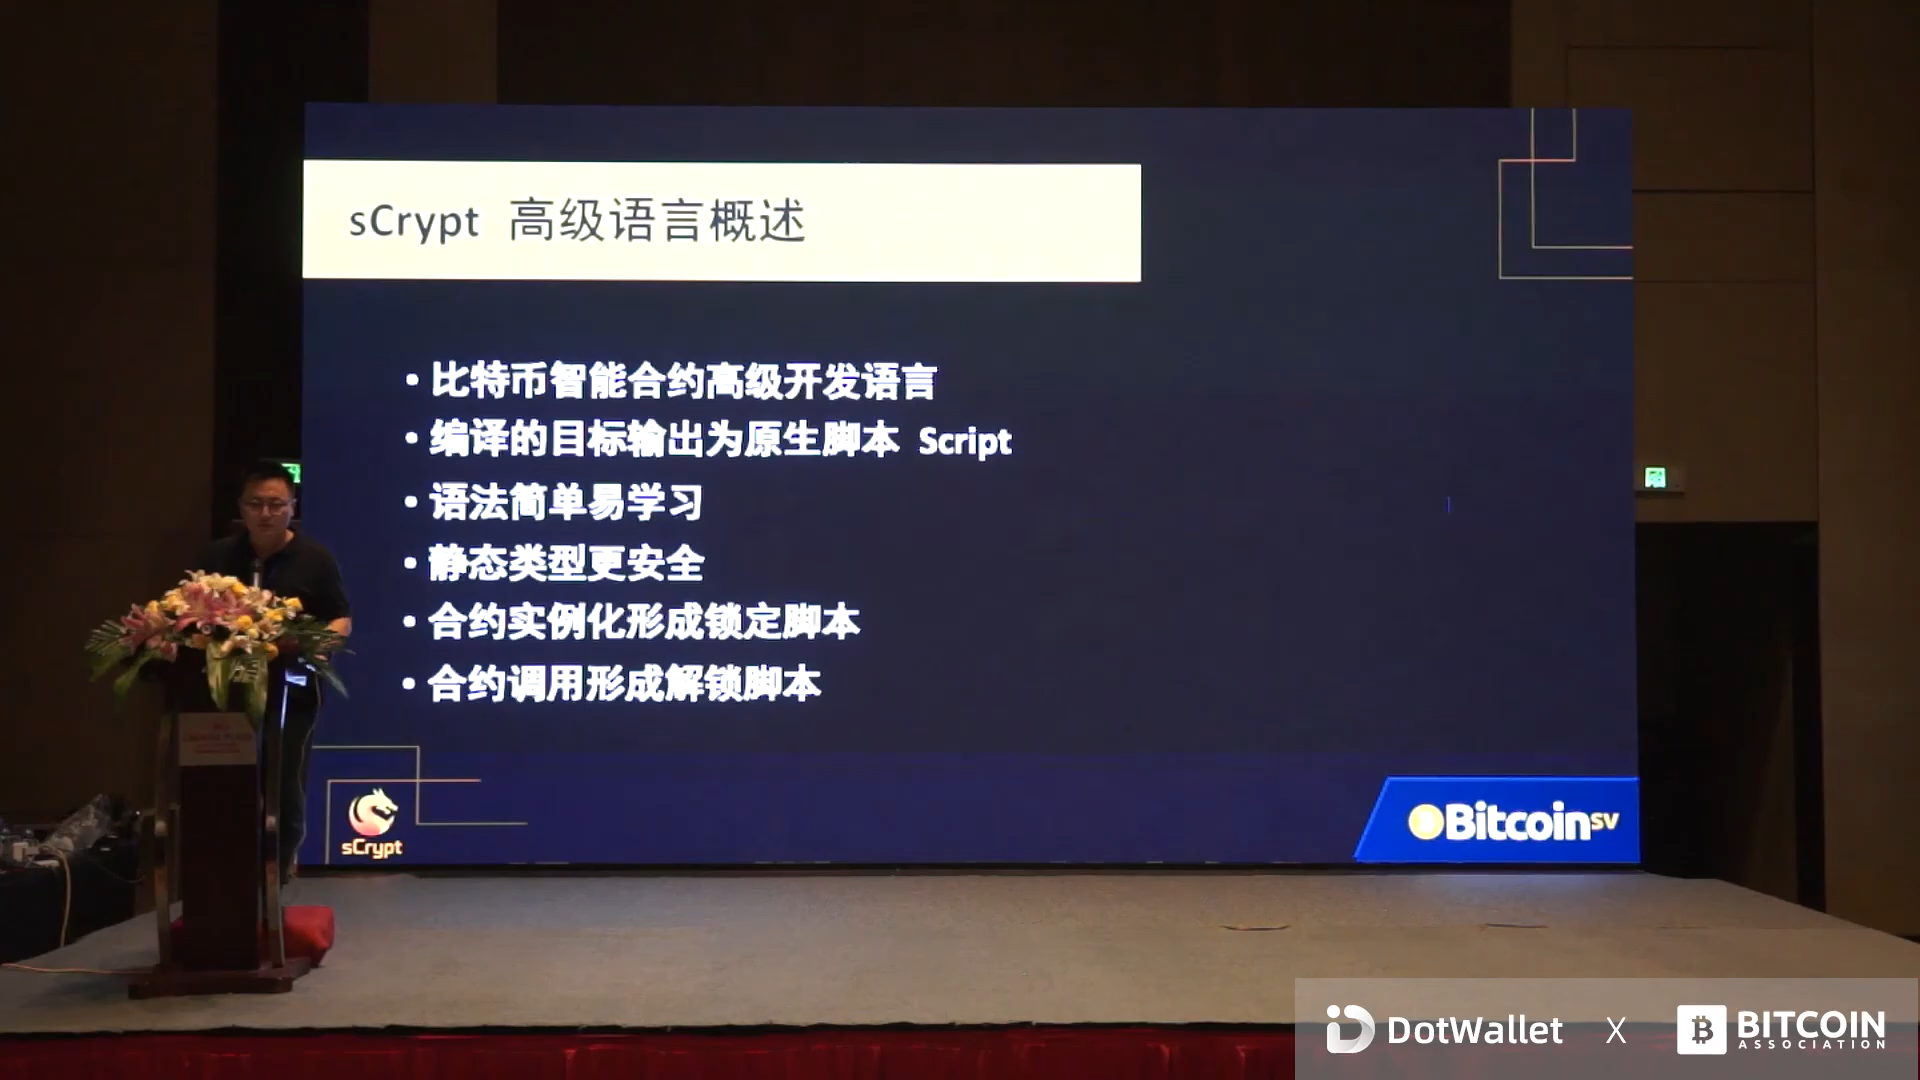 sCrypt 高级语言概述
• 比特币智能合约高级开发语言
• 编译的目标输出为原生脚本 Script
• 语法简单易学习
• 静态类型更安全
• 合约实例化形成锁定脚本
• 合约调用形成解锁脚本
sCrypt
BitcoinSV
DotWallet X BITCOIN
ASSOCIATION